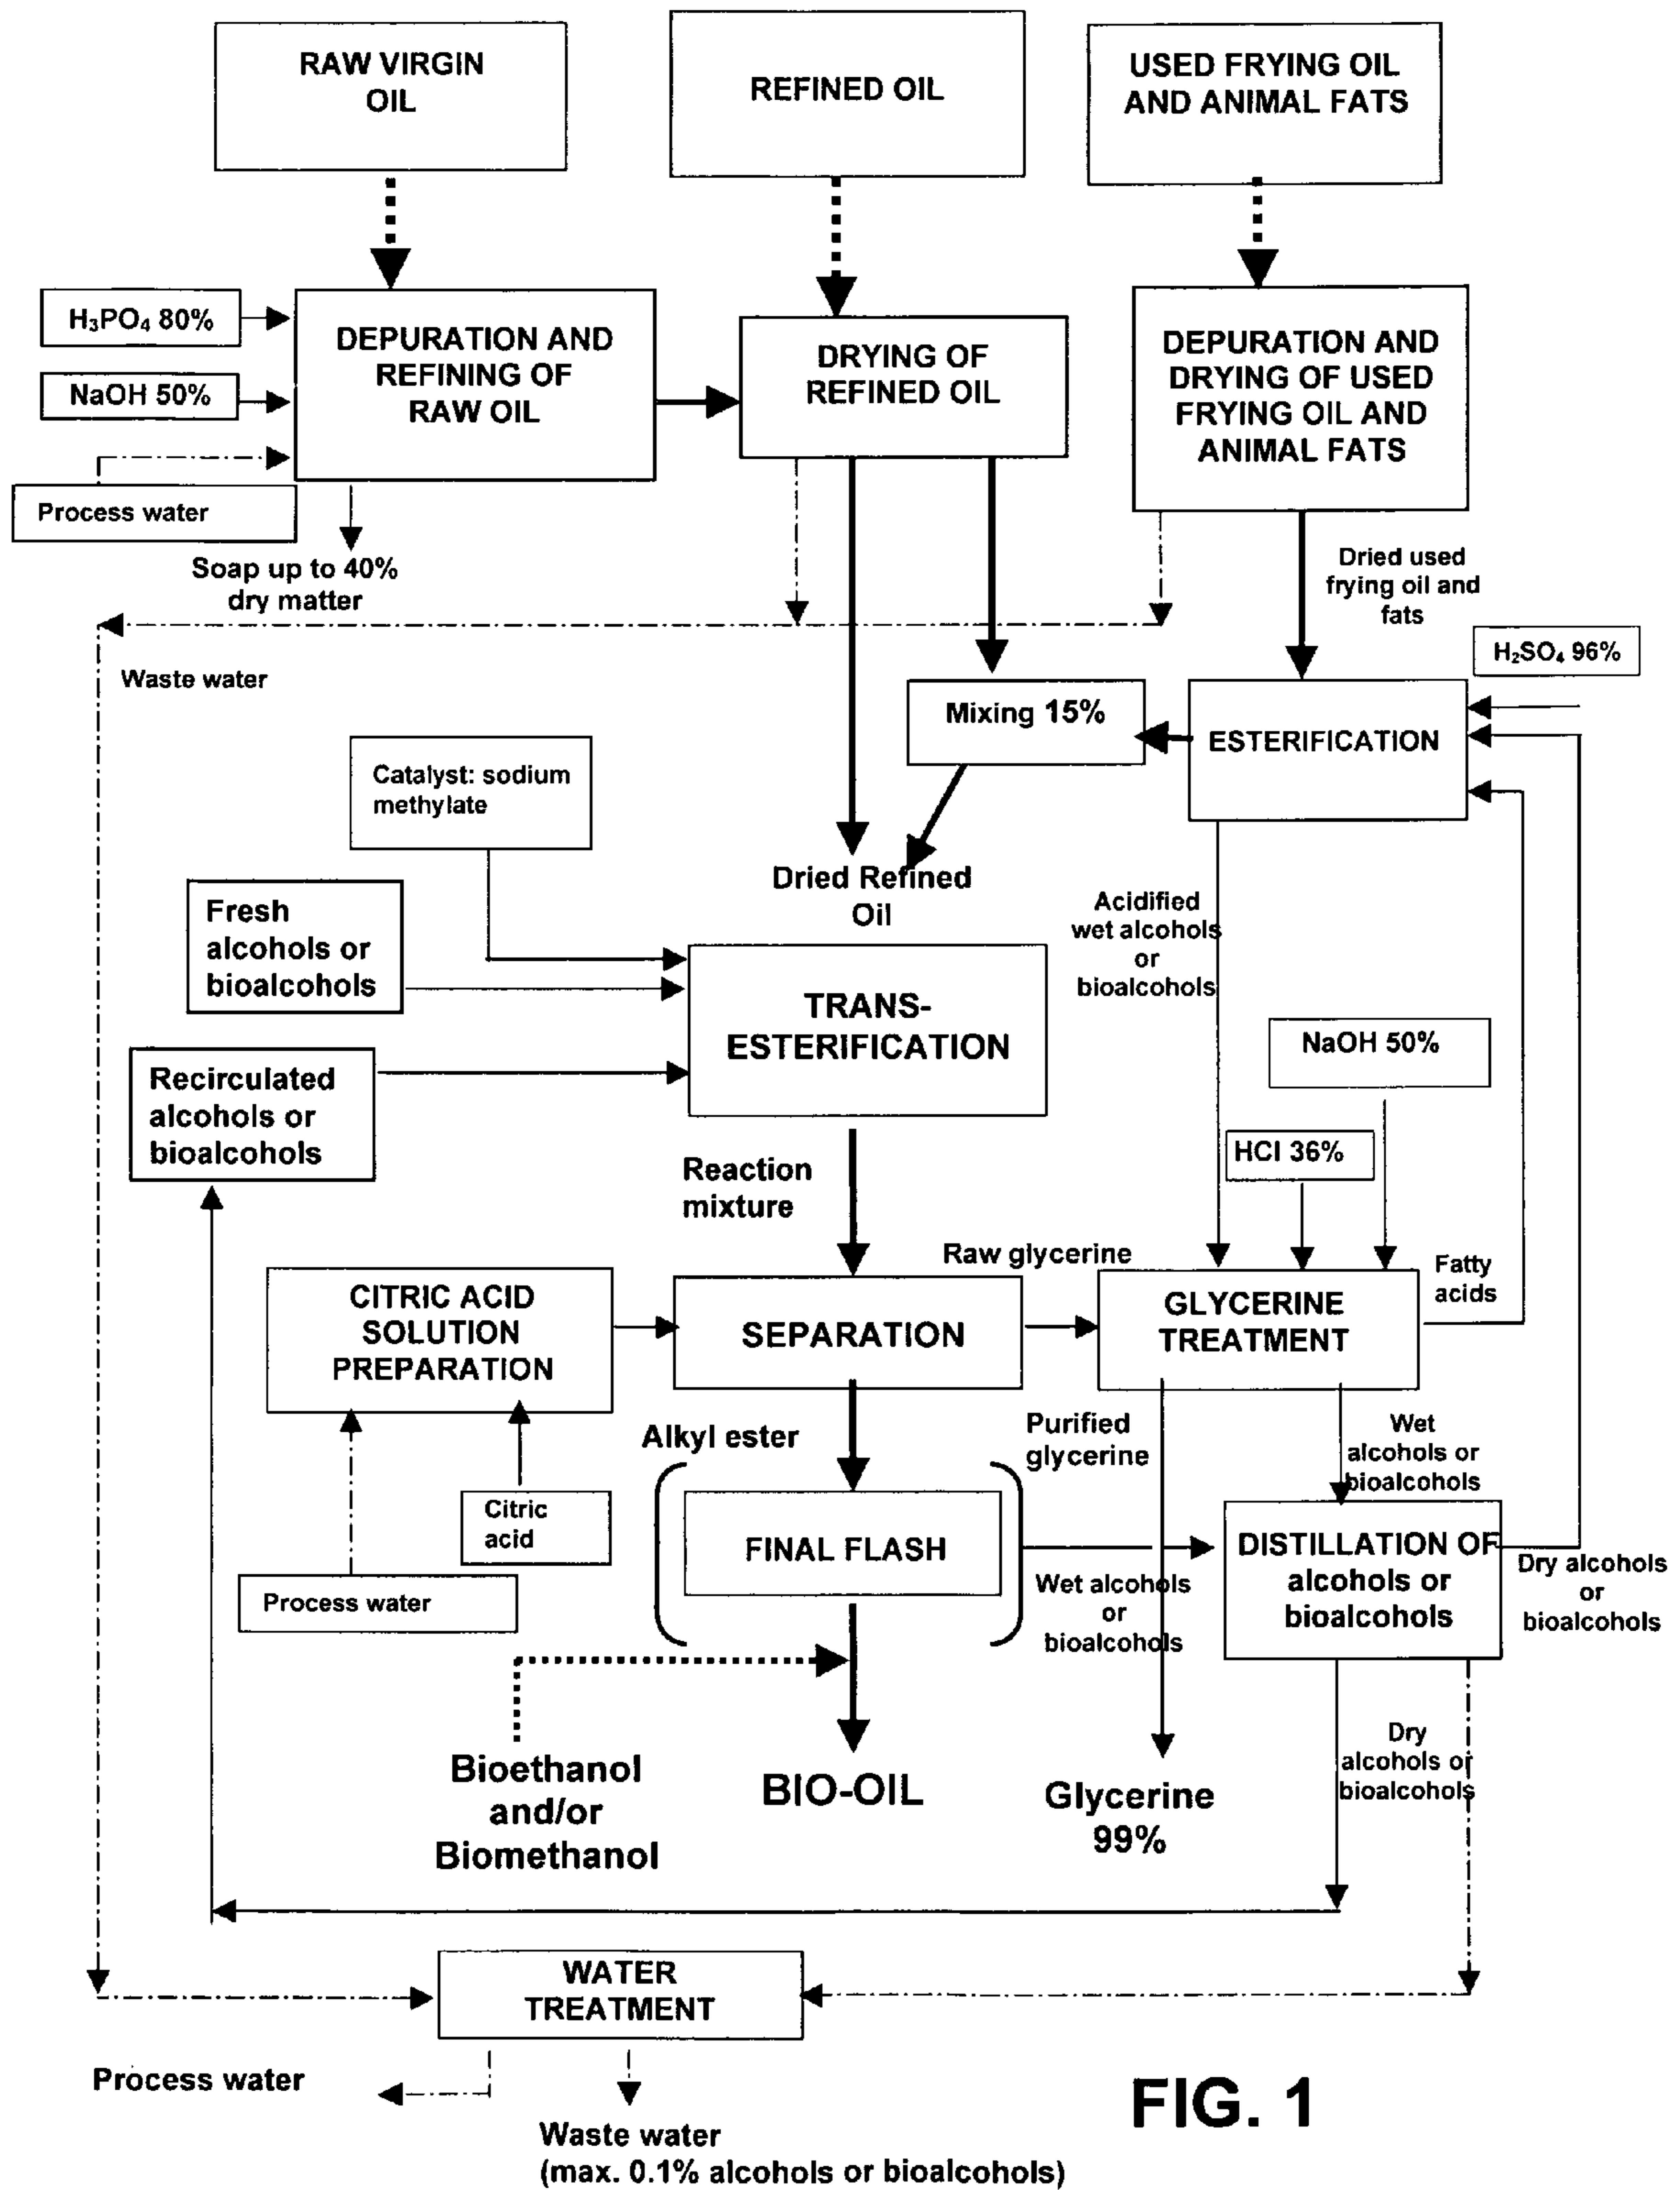 RAW VIRGIN
OIL
REFINED OIL
USED FRYING OIL
AND ANIMAL FATS
H₃PO₄ 80%
NaOH 50%
Process water
DEPURATION AND
REFINING OF
RAW OIL
DRYING OF
REFINED OIL
DEPURATION AND
DRYING OF USED
FRYING OIL AND
ANIMAL FATS
Soap up to 40%
dry matter
Dried used
frying oil and
fats
Waste water
H₂SO₄ 96%
Mixing 15%
ESTERIFICATION
Catalyst: sodium
methylate
Dried Refined
Oil
Fresh
alcohols or
bioalcohols
Acidified
wet alcohols
or
bioalcohols
TRANS-
ESTERIFICATION
Recirculated
alcohols or
bioalcohols
NaOH 50%
HCl 36%
Reaction
mixture
Raw glycerine
Fatty
acids
CITRIC ACID
SOLUTION
PREPARATION
SEPARATION
GLYCERINE
TREATMENT
Alkyl ester
Purified
glycerine
Wet
alcohols or
bioalcohols
Citric
acid
Process water
FINAL FLASH
Wet alcohols
or
bioalcohols
DISTILLATION OF
alcohols or
bioalcohols
Dry alcohols
or
bioalcohols
Bioethanol
and/or
Biomethanol
BIO-OIL
Glycerine
99%
Dry
alcohols or
bioalcohols
WATER
TREATMENT
Process water
Waste water
(max. 0.1% alcohols or bioalcohols)
FIG. 1